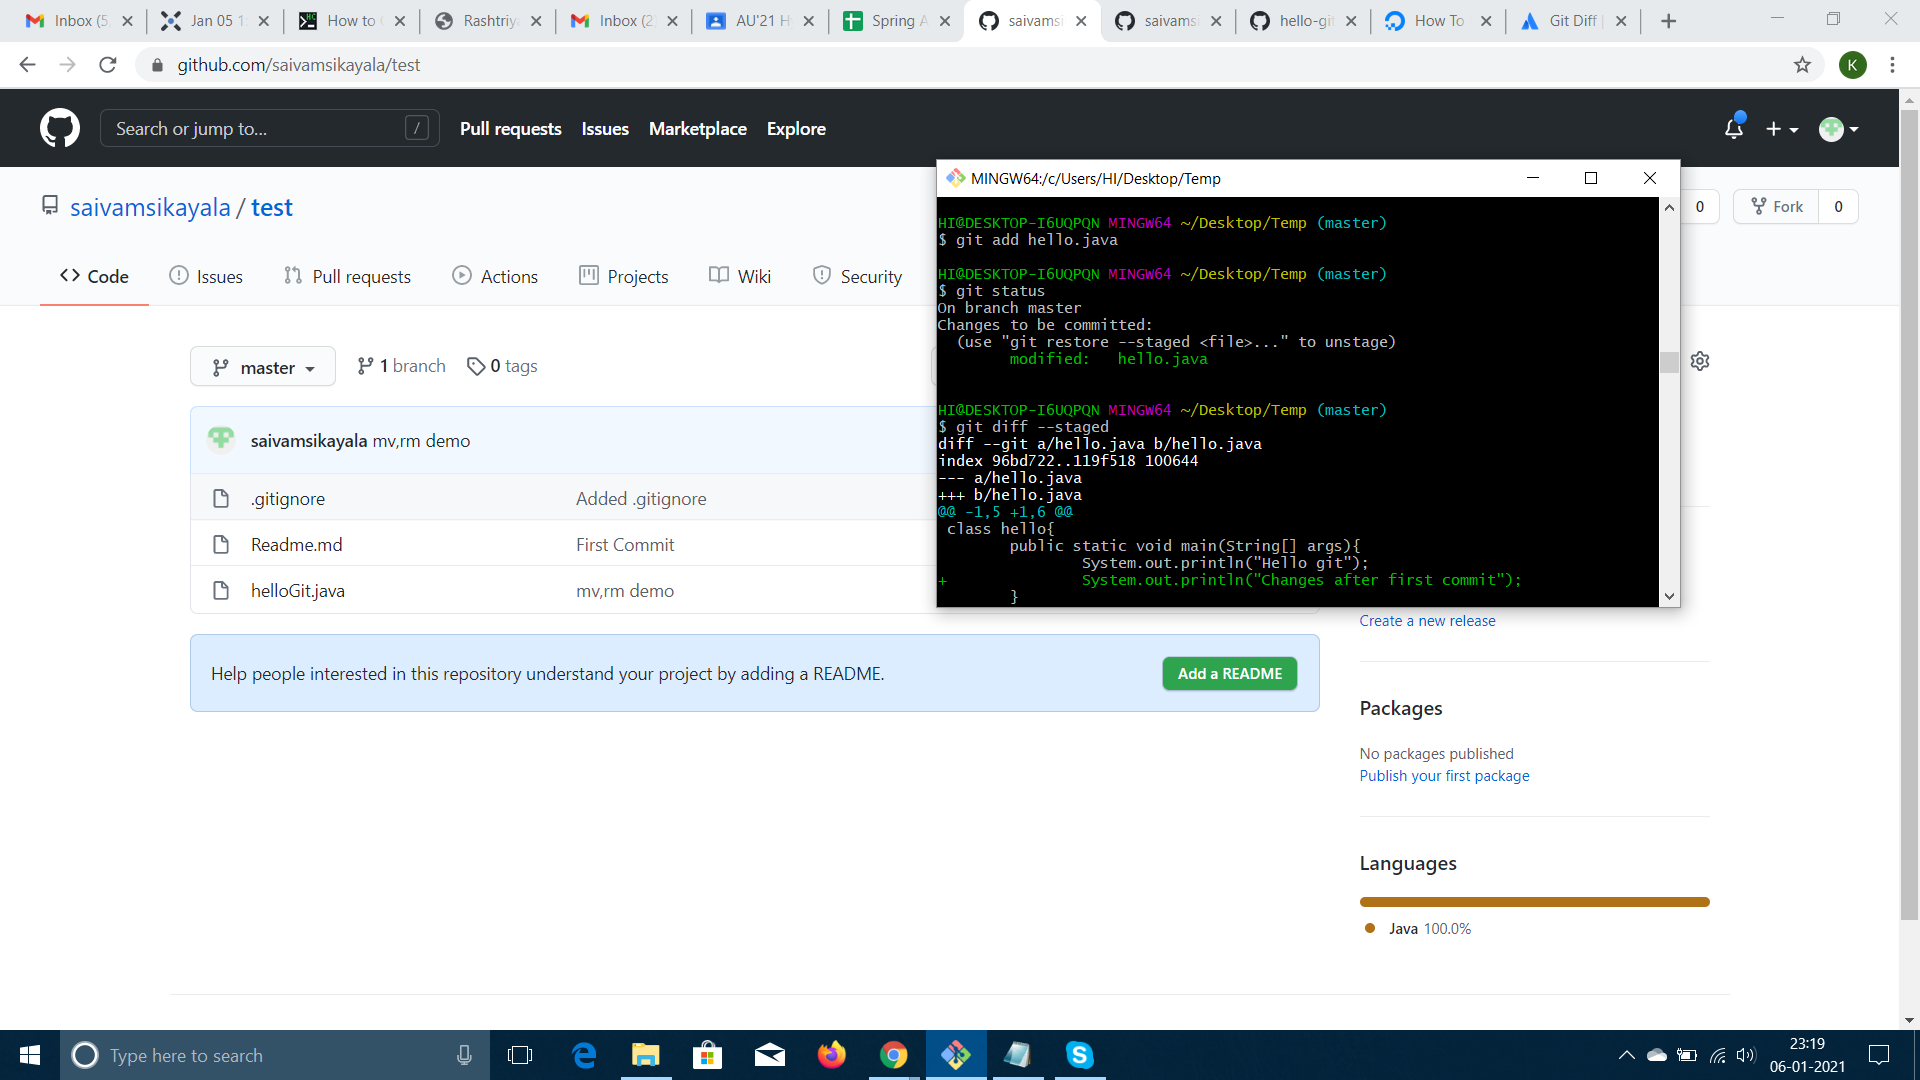 Inbox (5
Jan 05 1
How to
Rashtriy
Inbox (2
AU'21 H
Spring A
saivams
saivams
hello-git
How To
Git Diff
github.com/saivamsikayala/test
K
Search or jump to...
/
Pull requests
Issues
Marketplace
Explore
saivamsikayala / test
0
Fork
0
Code
Issues
Pull requests
Actions
Projects
Wiki
Security
master
1 branch
0 tags
saivamsikayala mv,rm demo
.gitignore
Added .gitignore
Readme.md
First Commit
helloGit.java
mv,rm demo
Help people interested in this repository understand your project by adding a README.
Add a README
MINGW64:/c/Users/HI/Desktop/Temp
HI@DESKTOP-I6UQPQN MINGW64 ~/Desktop/Temp (master)
$ git add hello.java
HI@DESKTOP-I6UQPQN MINGW64 ~/Desktop/Temp (master)
$ git status
On branch master
Changes to be committed:
(use "git restore --staged <file>..." to unstage)
modified: hello.java
HI@DESKTOP-I6UQPQN MINGW64 ~/Desktop/Temp (master)
$ git diff --staged
diff --git a/hello.java b/hello.java
index 96bd722..119f518 100644
--- a/hello.java
+++ b/hello.java
@@ -1,5 +1,6 @@
class hello{
public static void main(String[] args){
System.out.println("Hello git");
+ System.out.println("Changes after first commit");
}
Create a new release
Packages
No packages published
Publish your first package
Languages
Java 100.0%
Type here to search
23:19
06-01-2021